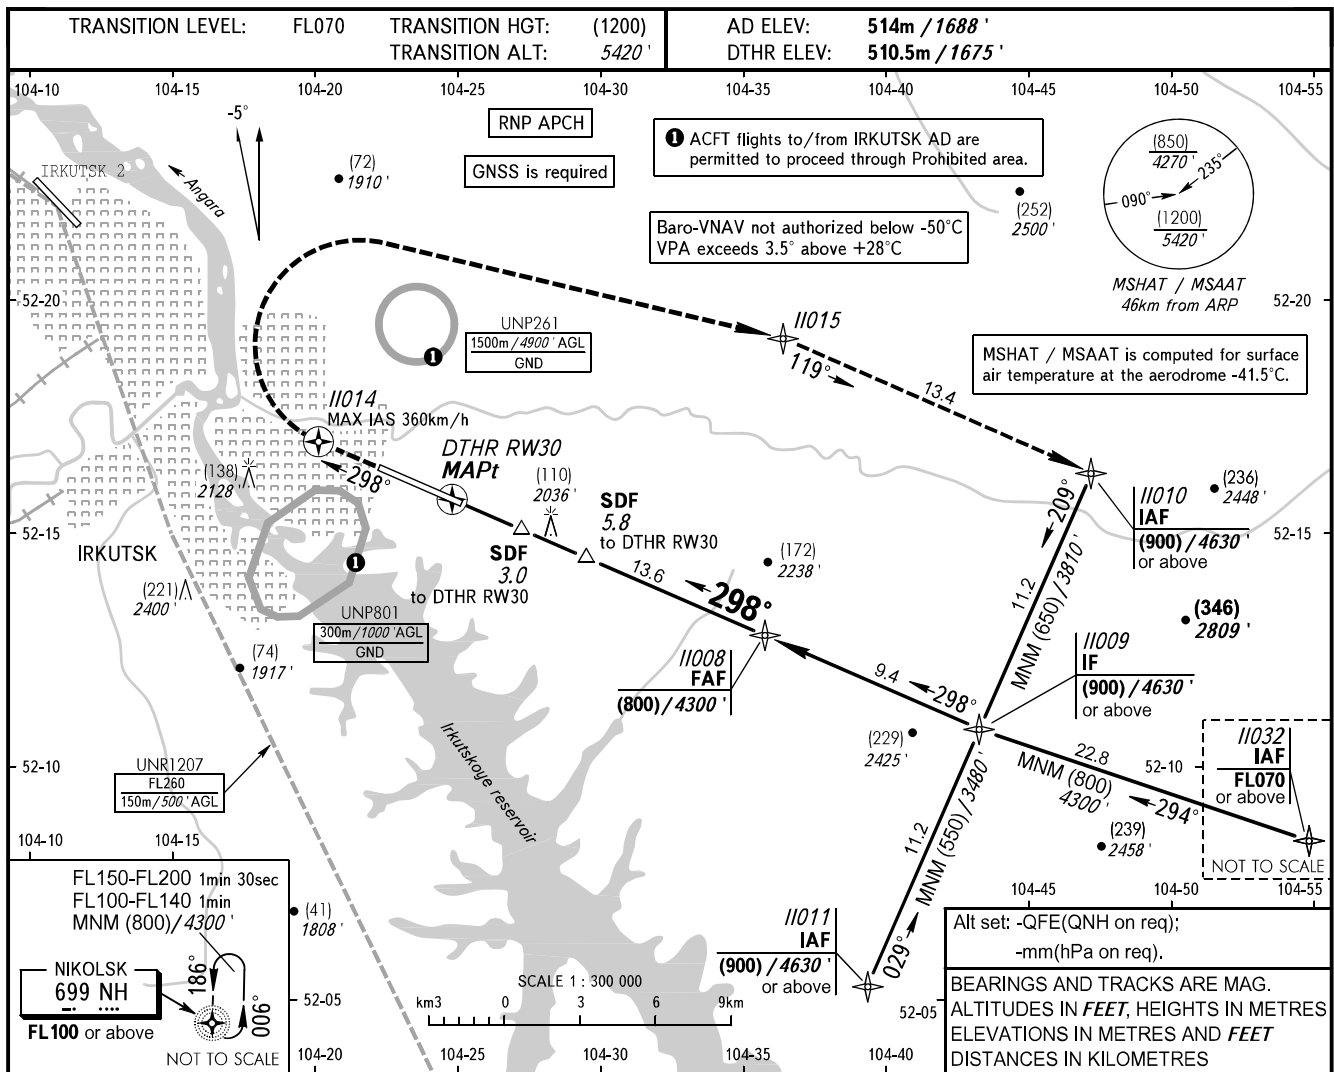 TRANSITION LEVEL: FL070 TRANSITION HGT: (1200)
TRANSITION ALT: 5420 '
AD ELEV: 514m / 1688 '
DTHR ELEV: 510.5m / 1675 '
104-10 104-15 104-20 104-25 104-30 104-35 104-40 104-45 104-50 104-55
-5°
RNP APCH
GNSS is required
1 ACFT flights to/from IRKUTSK AD are
permitted to proceed through Prohibited area.
Baro-VNAV not authorized below -50°C
VPA exceeds 3.5° above +28°C
(850)
4270 '
235°
090°
(1200)
5420 '
MSHAT / MSAAT
46km from ARP
MSHAT / MSAAT is computed for surface
air temperature at the aerodrome -41.5°C.
IRKUTSK 2
Angara
(72)
1910 '
(252)
2500 '
52-20
52-20
UNP261
1500m/4900 'AGL
GND
1
II015
119°
13.4
II014
MAX IAS 360km/h
298°
DTHR RW30
MAPt
(138)
2128 '
(110)
2036 '
SDF
5.8
to DTHR RW30
SDF
3.0
to DTHR RW30
52-15
52-15
IRKUTSK
(221)
2400 '
1
UNP801
300m/1000 'AGL
GND
(74)
1917 '
13.6
298°
(172)
2238 '
II008
FAF
(800)/4300 '
9.4
298°
(229)
2425 '
209°
11.2
MNM (650)/3810 '
II010
IAF
(900)/4630 '
or above
(236)
2448 '
(346)
2809 '
II009
IF
(900)/4630 '
or above
II032
IAF
FL070
or above
NOT TO SCALE
22.8
MNM (800)
4300 '
294°
52-10
52-10
(239)
2458 '
11.2
MNM (550)/3480 '
029°
II011
IAF
(900)/4630 '
or above
Irkutskoye reservoir
UNR1207
FL260
150m/500 'AGL
104-10 104-15
104-45 104-50 104-55
FL150-FL200 1min 30sec
FL100-FL140 1min
MNM (800)/4300 '
(41)
1808 '
NIKOLSK
699 NH
FL100 or above
186°
006°
NOT TO SCALE
52-05
52-05
SCALE 1 : 300 000
km3 0 3 6 9km
104-20 104-25 104-30 104-35 104-40
Alt set: -QFE(QNH on req);
-mm(hPa on req).
BEARINGS AND TRACKS ARE MAG.
ALTITUDES IN FEET, HEIGHTS IN METRES
ELEVATIONS IN METRES AND FEET
DISTANCES IN KILOMETRES